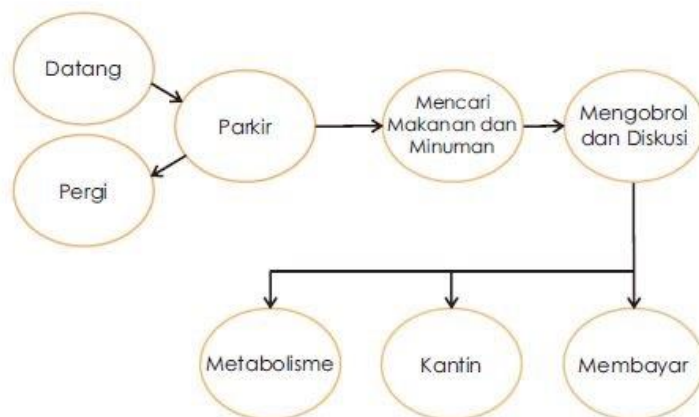 Datang
Parkir
Pergi
Mencari
Makanan dan
Minuman
Mengobrol
dan Diskusi
Metabolisme
Kantin
Membayar